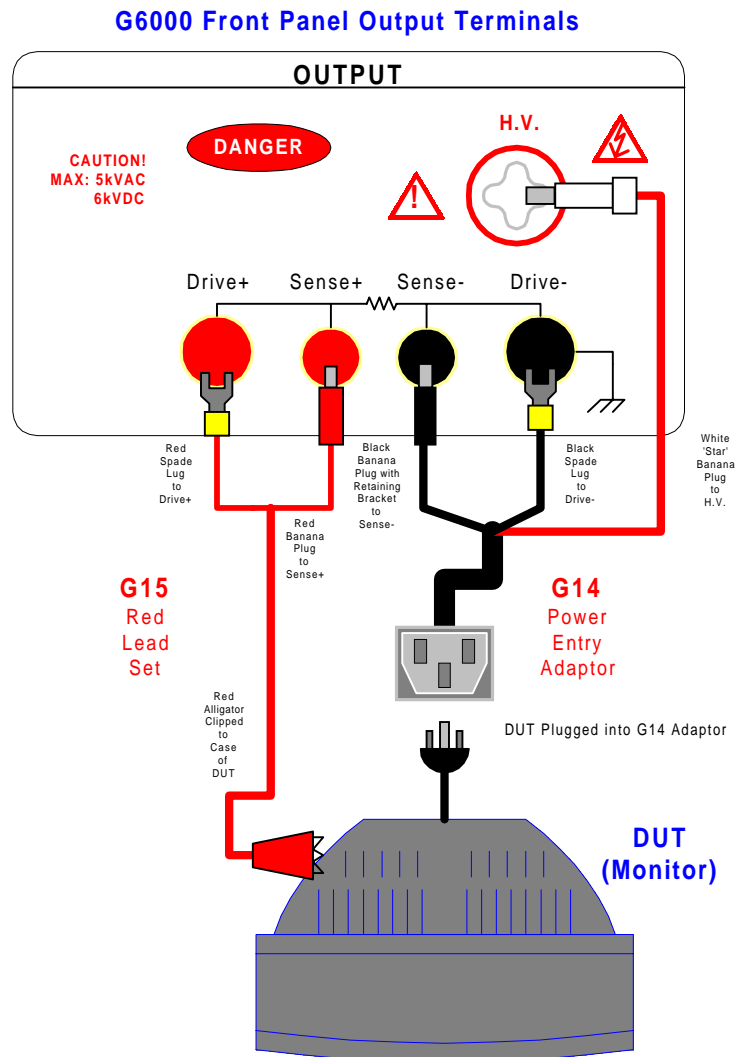 G6000 Front Panel Output Terminals
OUTPUT
DANGER
CAUTION!
MAX: 5kVAC
6kVDC
H.V.
!
Drive+
Sense+
Sense-
Drive-
Red
Spade
Lug
to
Drive+
Red
Banana
Plug
to
Sense+
Black
Banana
Plug with
Retaining
Bracket
to
Sense-
Black
Spade
Lug
to
Drive-
White
'Star'
Banana
Plug
to
H.V.
G15
Red
Lead
Set
G14
Power
Entry
Adaptor
Red
Alligator
Clipped
to
Case
of
DUT
DUT Plugged into G14 Adaptor
DUT
(Monitor)